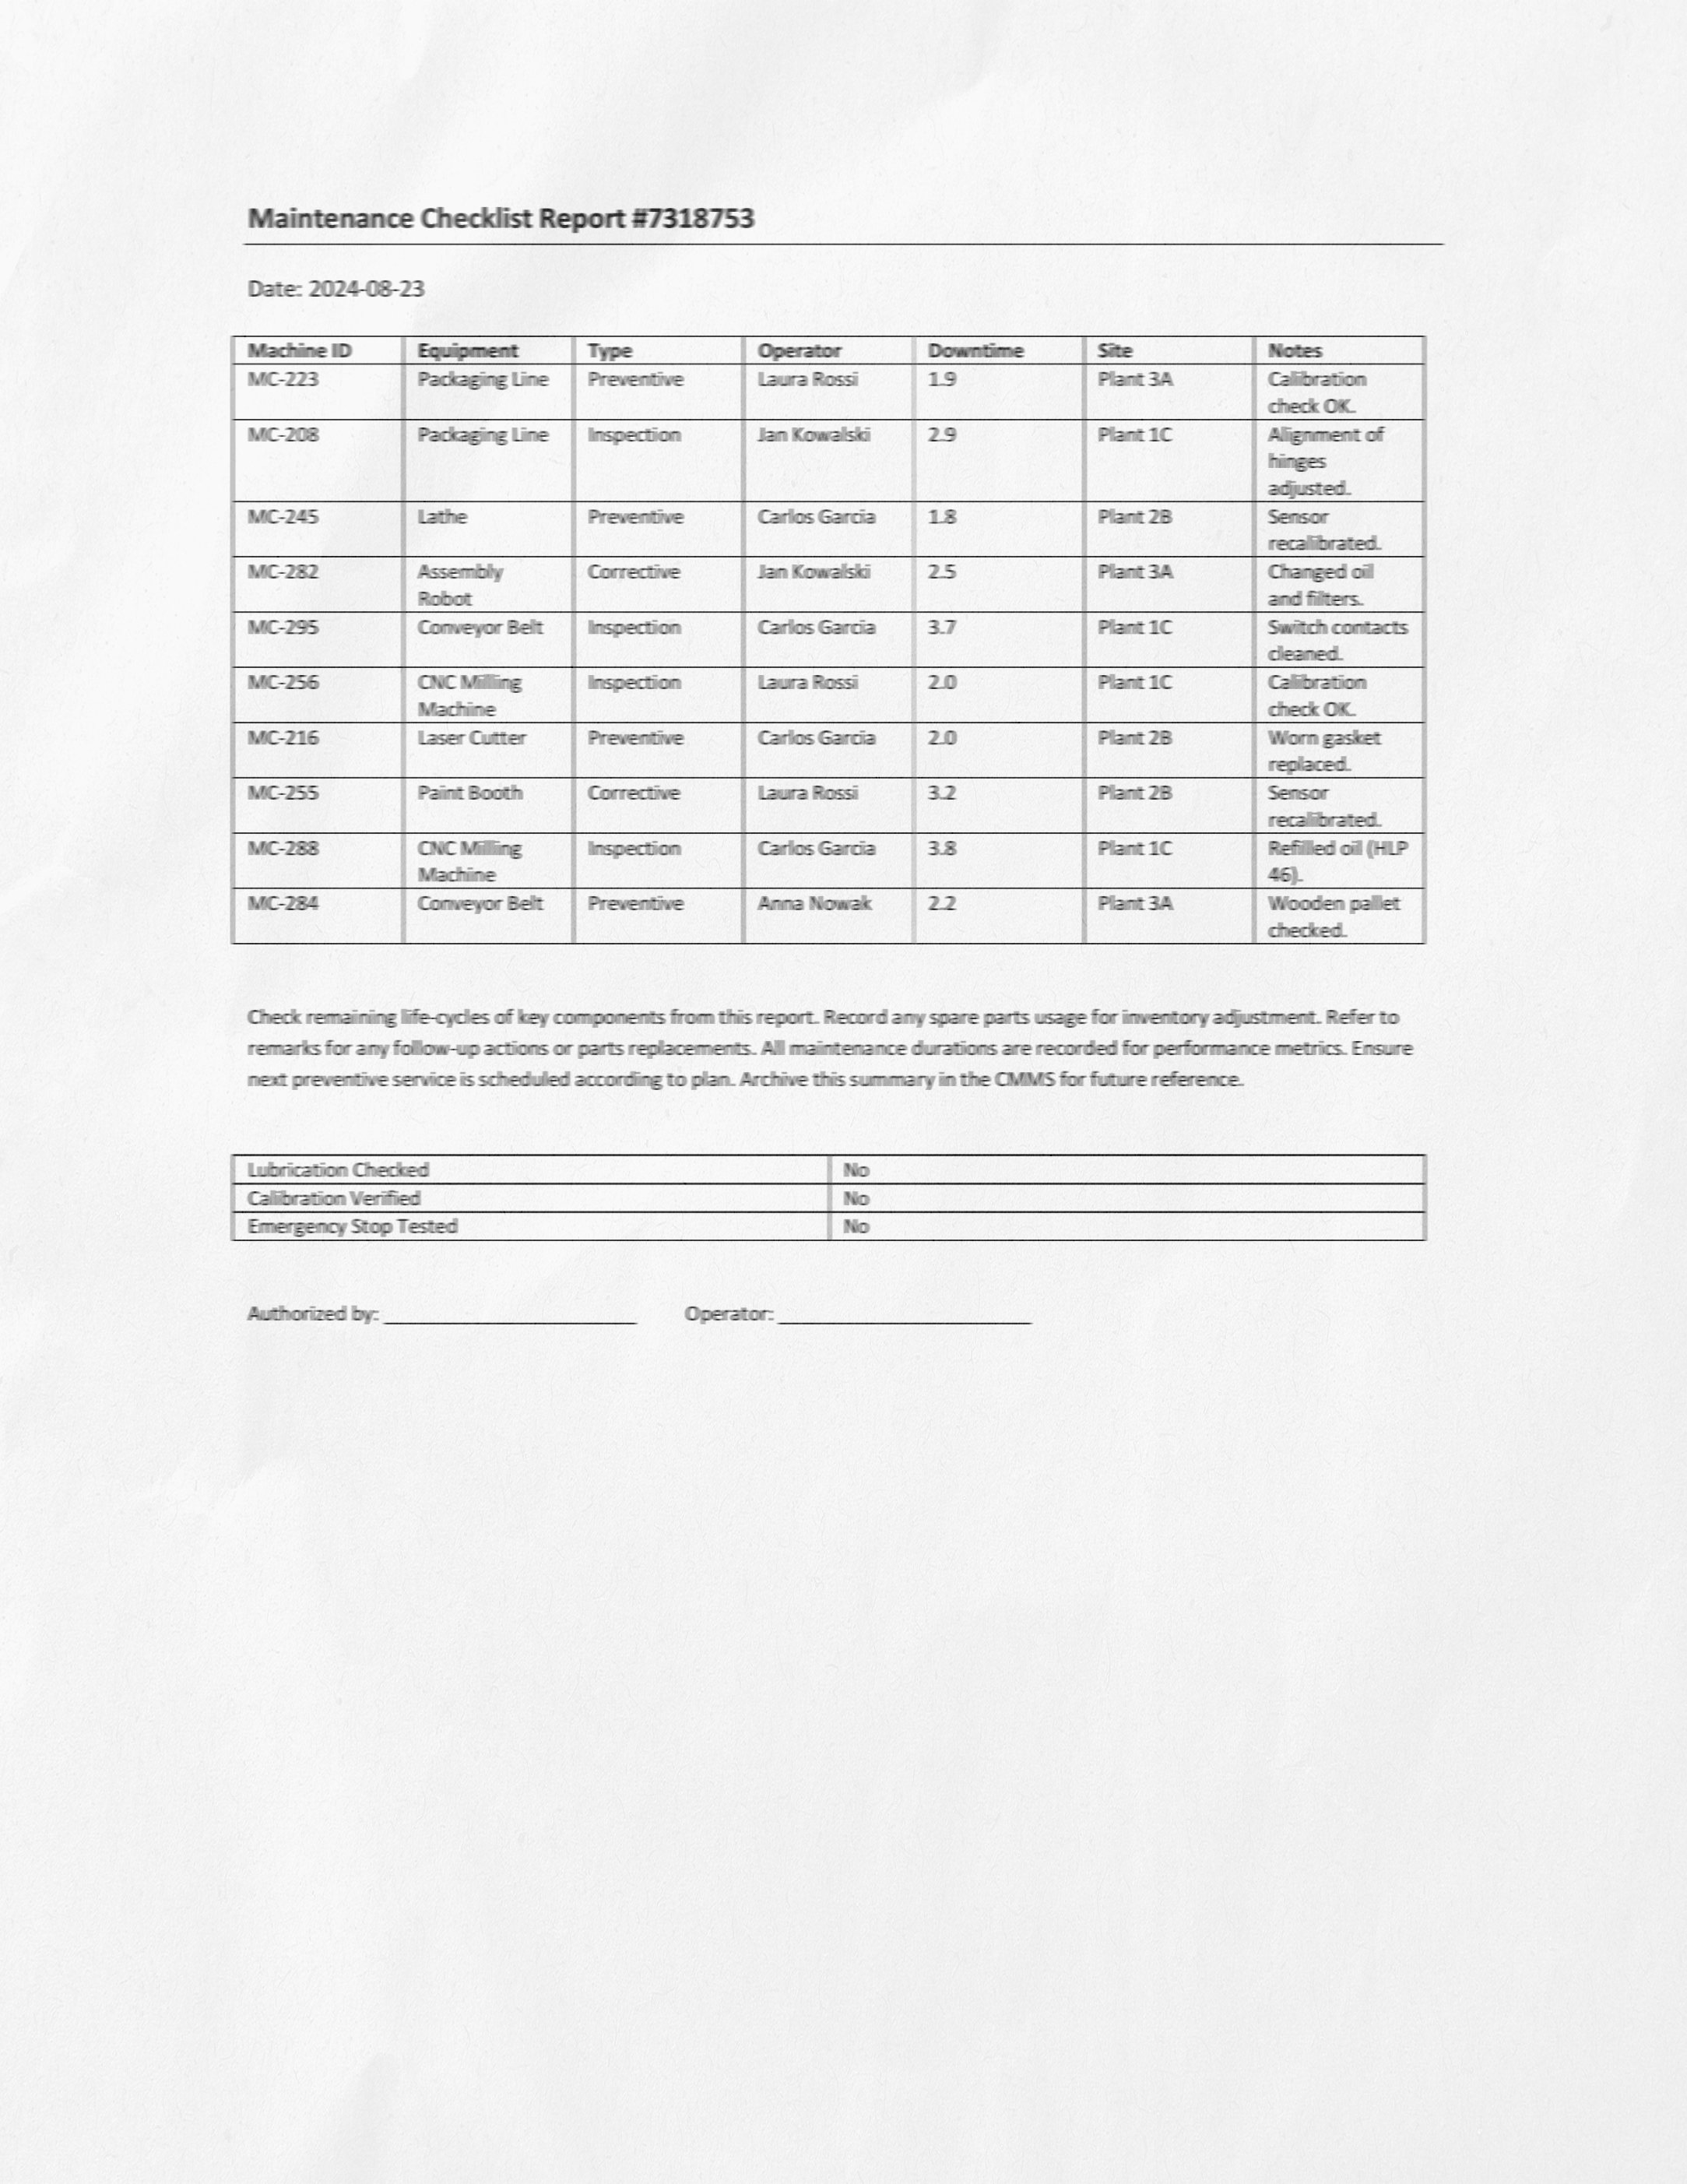 Maintenance Checklist Report #7318753
Date: 2024-08-23
Machine ID Equipment Type Operator Downtime Site Notes
MC-223 Packaging Line Preventive Laura Rossi 1.9 Plant 3A Calibration
check OK.
MC-208 Packaging Line Inspection Jan Kowalski 2.9 Plant 1C Alignment of
hinges
adjusted.
MC-245 Lathe Preventive Carlos Garcia 1.8 Plant 2B Sensor
recalibrated.
MC-282 Assembly Corrective Jan Kowalski 2.5 Plant 3A Changed oil
Robot and filters.
MC-295 Conveyor Belt Inspection Carlos Garcia 3.7 Plant 1C Switch contacts
cleaned.
MC-256 CNC Milling Inspection Laura Rossi 2.0 Plant 1C Calibration
Machine check OK.
MC-216 Laser Cutter Preventive Carlos Garcia 2.0 Plant 2B Worn gasket
replaced.
MC-255 Paint Booth Corrective Laura Rossi 3.2 Plant 2B Sensor
recalibrated.
MC-288 CNC Milling Inspection Carlos Garcia 3.8 Plant 1C Refilled oil (HLP
Machine 46).
MC-284 Conveyor Belt Preventive Anna Nowak 2.2 Plant 3A Wooden pallet
checked.
Check remaining life-cycles of key components from this report. Record any spare parts usage for inventory adjustment. Refer to
remarks for any follow-up actions or parts replacements. All maintenance durations are recorded for performance metrics. Ensure
next preventive service is scheduled according to plan. Archive this summary in the CMMS for future reference.
Lubrication Checked No
Calibration Verified No
Emergency Stop Tested No
Authorized by: _______________________ Operator: _______________________